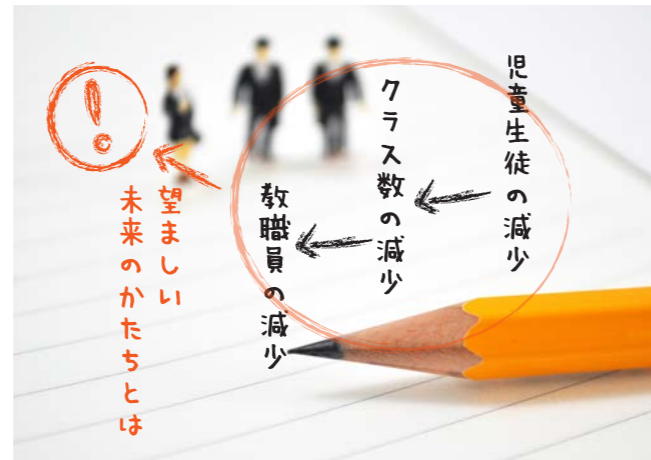 児童生徒の減少
クラス数の減少
教職員の減少
望ましい
未来のかたちとは
!